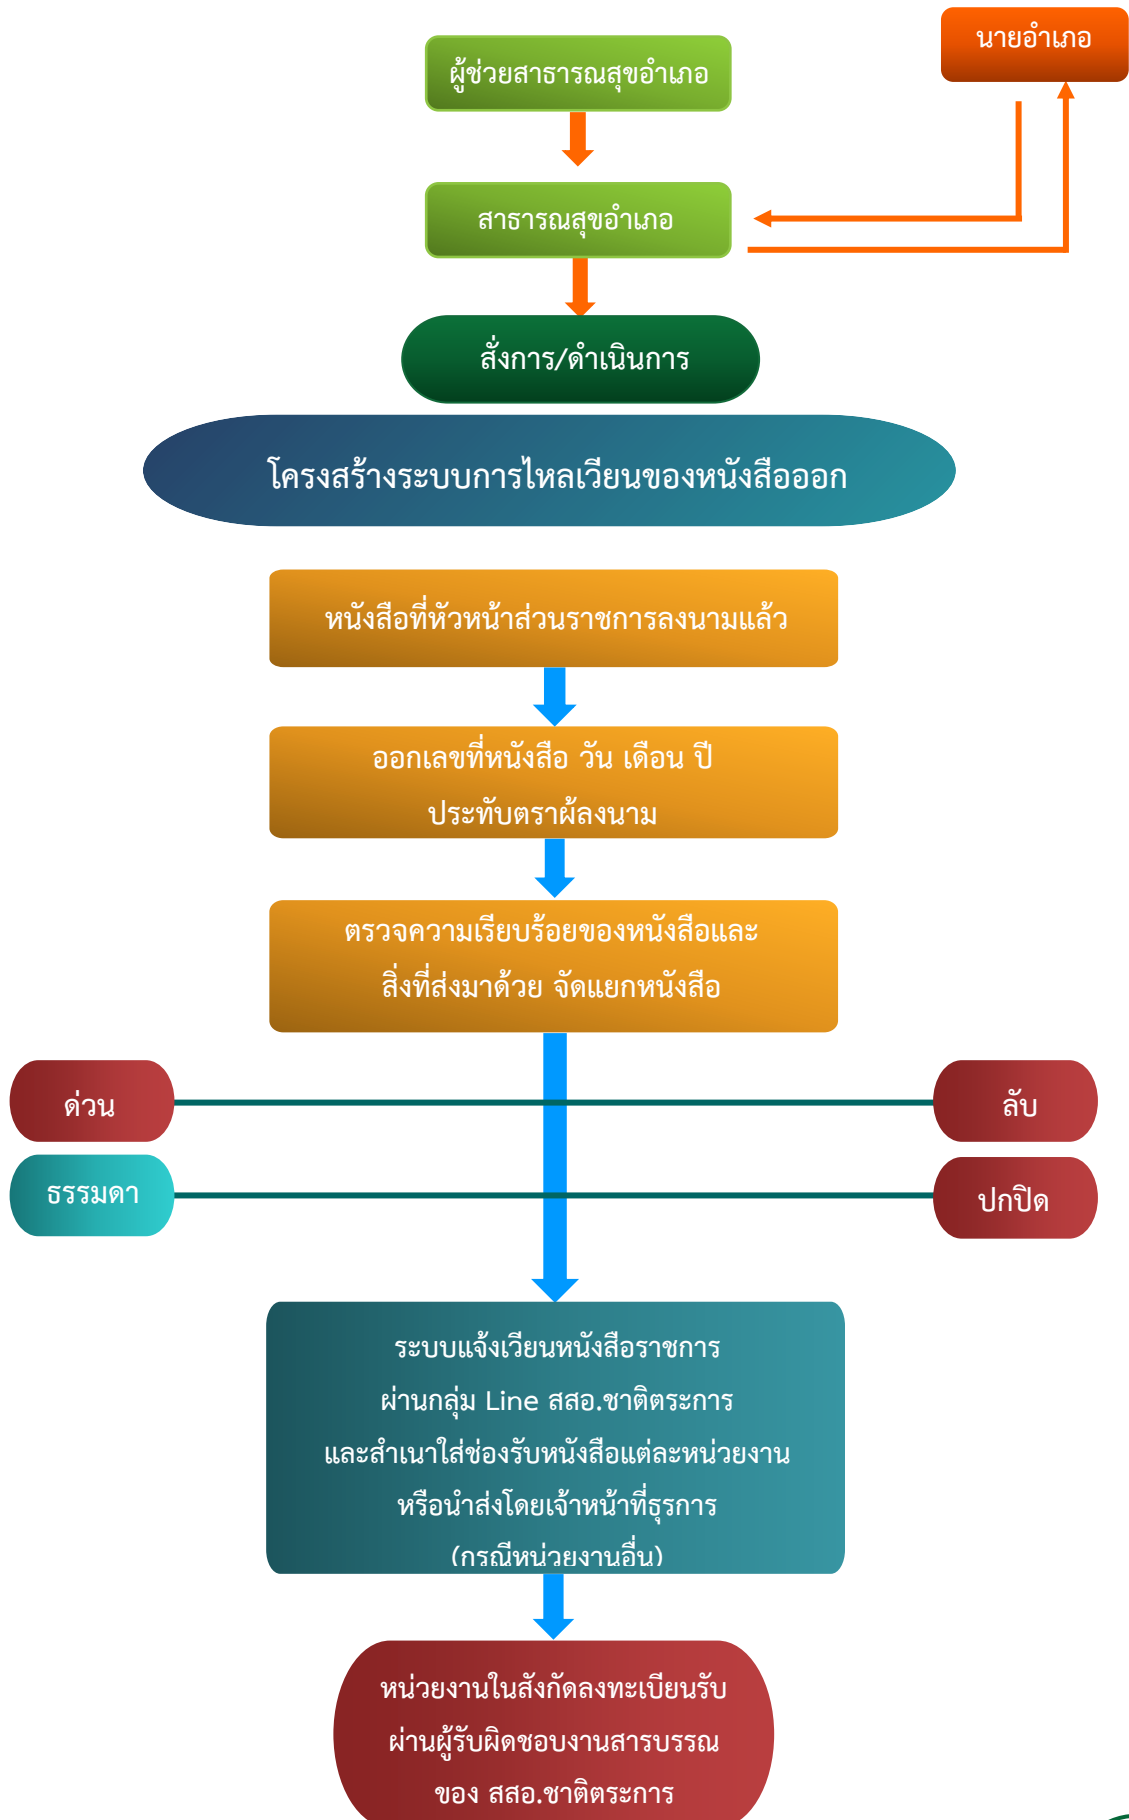 นายอำเภอ
ผู้ช่วยสาธารณสุขอำเภอ
สาธารณสุขอำเภอ
สั่งการ/ดำเนินการ
โครงสร้างระบบการไหลเวียนของหนังสือออก
หนังสือที่หัวหน้าส่วนราชการลงนามแล้ว
ออกเลขที่หนังสือ วัน เดือน ปี
ประทับตราผ้ลงนาม
ตรวจความเรียบร้อยของหนังสือและ
สิ่งที่ส่งมาด้วย จัดแยกหนังสือ
ด่วน
ลับ
ธรรมดา
ปกปิด
ระบบแจ้งเวียนหนังสือราชการ
ผ่านกลุ่ม Line สสอ.ชาติตระการ
และสำเนาใส่ช่องรับหนังสือแต่ละหน่วยงาน
หรือนำส่งโดยเจ้าหน้าที่ธุรการ
(กรณีหน่วยงานอื่น)
หน่วยงานในสังกัดลงทะเบียนรับ
ผ่านผู้รับผิดชอบงานสารบรรณ
ของ สสอ.ชาติตระการ